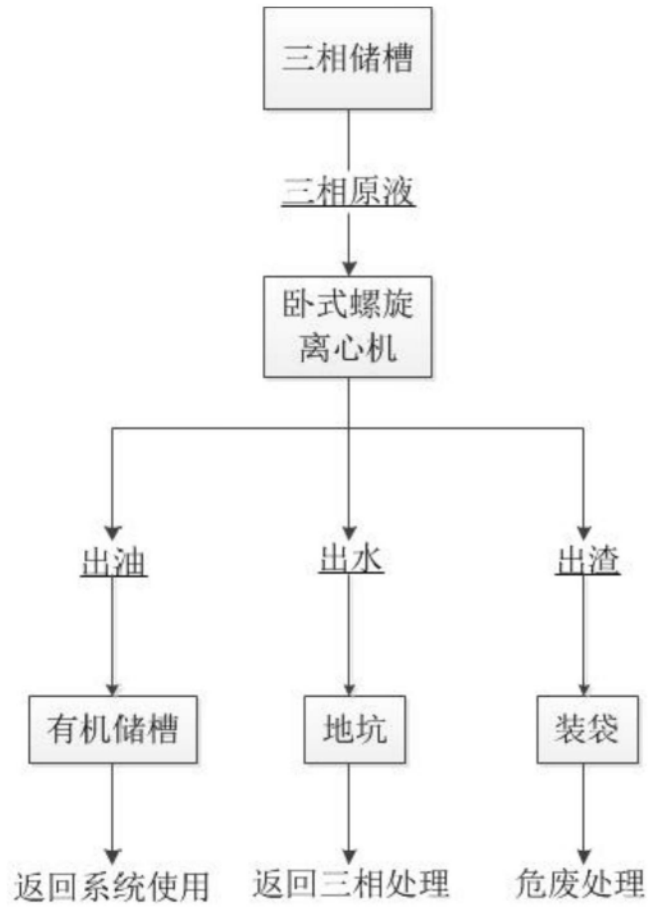 三相储槽
三相原液
卧式螺旋
离心机
出油
出水
出渣
有机储槽
地坑
装袋
返回系统使用
返回三相处理
危废处理